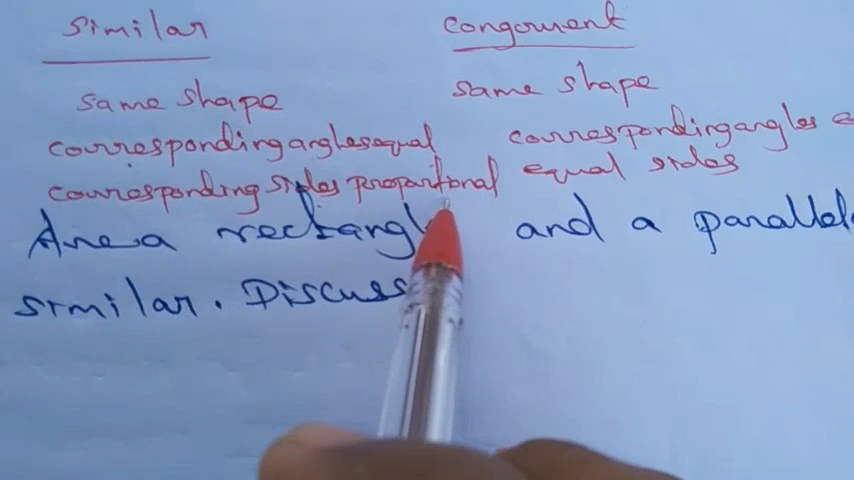 Similar congruent
same shape same shape
corresponding angles equal corresponding angles
corresponding sides proportional equal sides
Are a and a
similar. Discuss